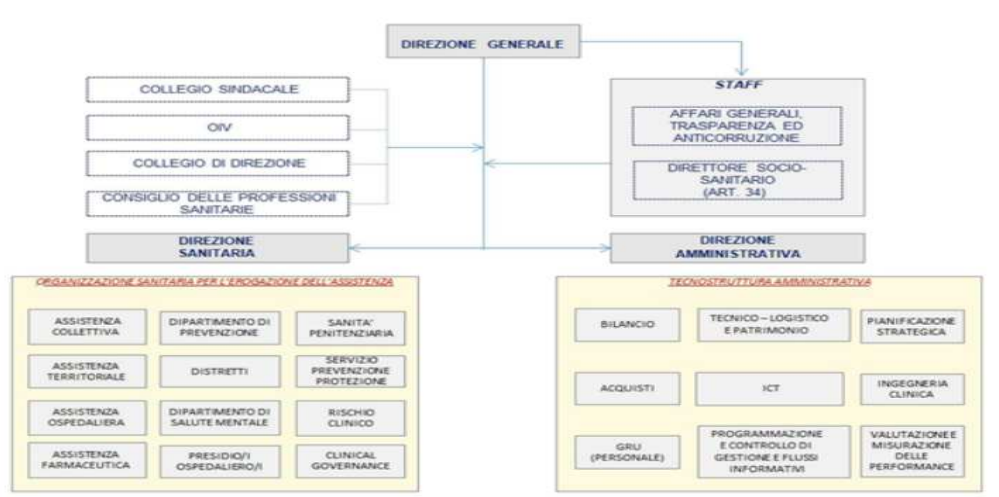 DIREZIONE GENERALE
COLLEGIO SINDACALE
OIV
COLLEGIO DI DIREZIONE
CONSIGLIO DELLE PROFESSIONI
SANITARIE
STAFF
AFFARI GENERALI,
TRASPARENZA ED
ANTICORRUZIONE
DIRETTORE SOCIO-
SANITARIO
(ART. 34)
DIREZIONE
SANITARIA
DIREZIONE
AMMINISTRATIVA
ORGANIZZAZIONE SANITARIA PER L'EROGAZIONE DELL'ASSISTENZA
ASSISTENZA
COLLETTIVA
DIPARTIMENTO DI
PREVENZIONE
SANITA'
PENITENZIARIA
ASSISTENZA
TERRITORIALE
DISTRETTI
SERVIZIO
PREVENZIONE
PROTEZIONE
ASSISTENZA
OSPEDALIERA
DIPARTIMENTO DI
SALUTE MENTALE
RISCHIO
CLINICO
ASSISTENZA
FARMACEUTICA
PRESIDIO/I
OSPEDALIERO/I
CLINICAL
GOVERNANCE
TECNOSTRUTTURA AMMINISTRATIVA
BILANCIO
TECNICO – LOGISTICO
E PATRIMONIO
PIANIFICAZIONE
STRATEGICA
ACQUISTI
ICT
INGEGNERIA
CLINICA
GRU
(PERSONALE)
PROGRAMMAZIONE
E CONTROLLO DI
GESTIONE E FLUSSI
INFORMATIVI
VALUTAZIONE E
MISURAZIONE
DELLE
PERFORMANCE